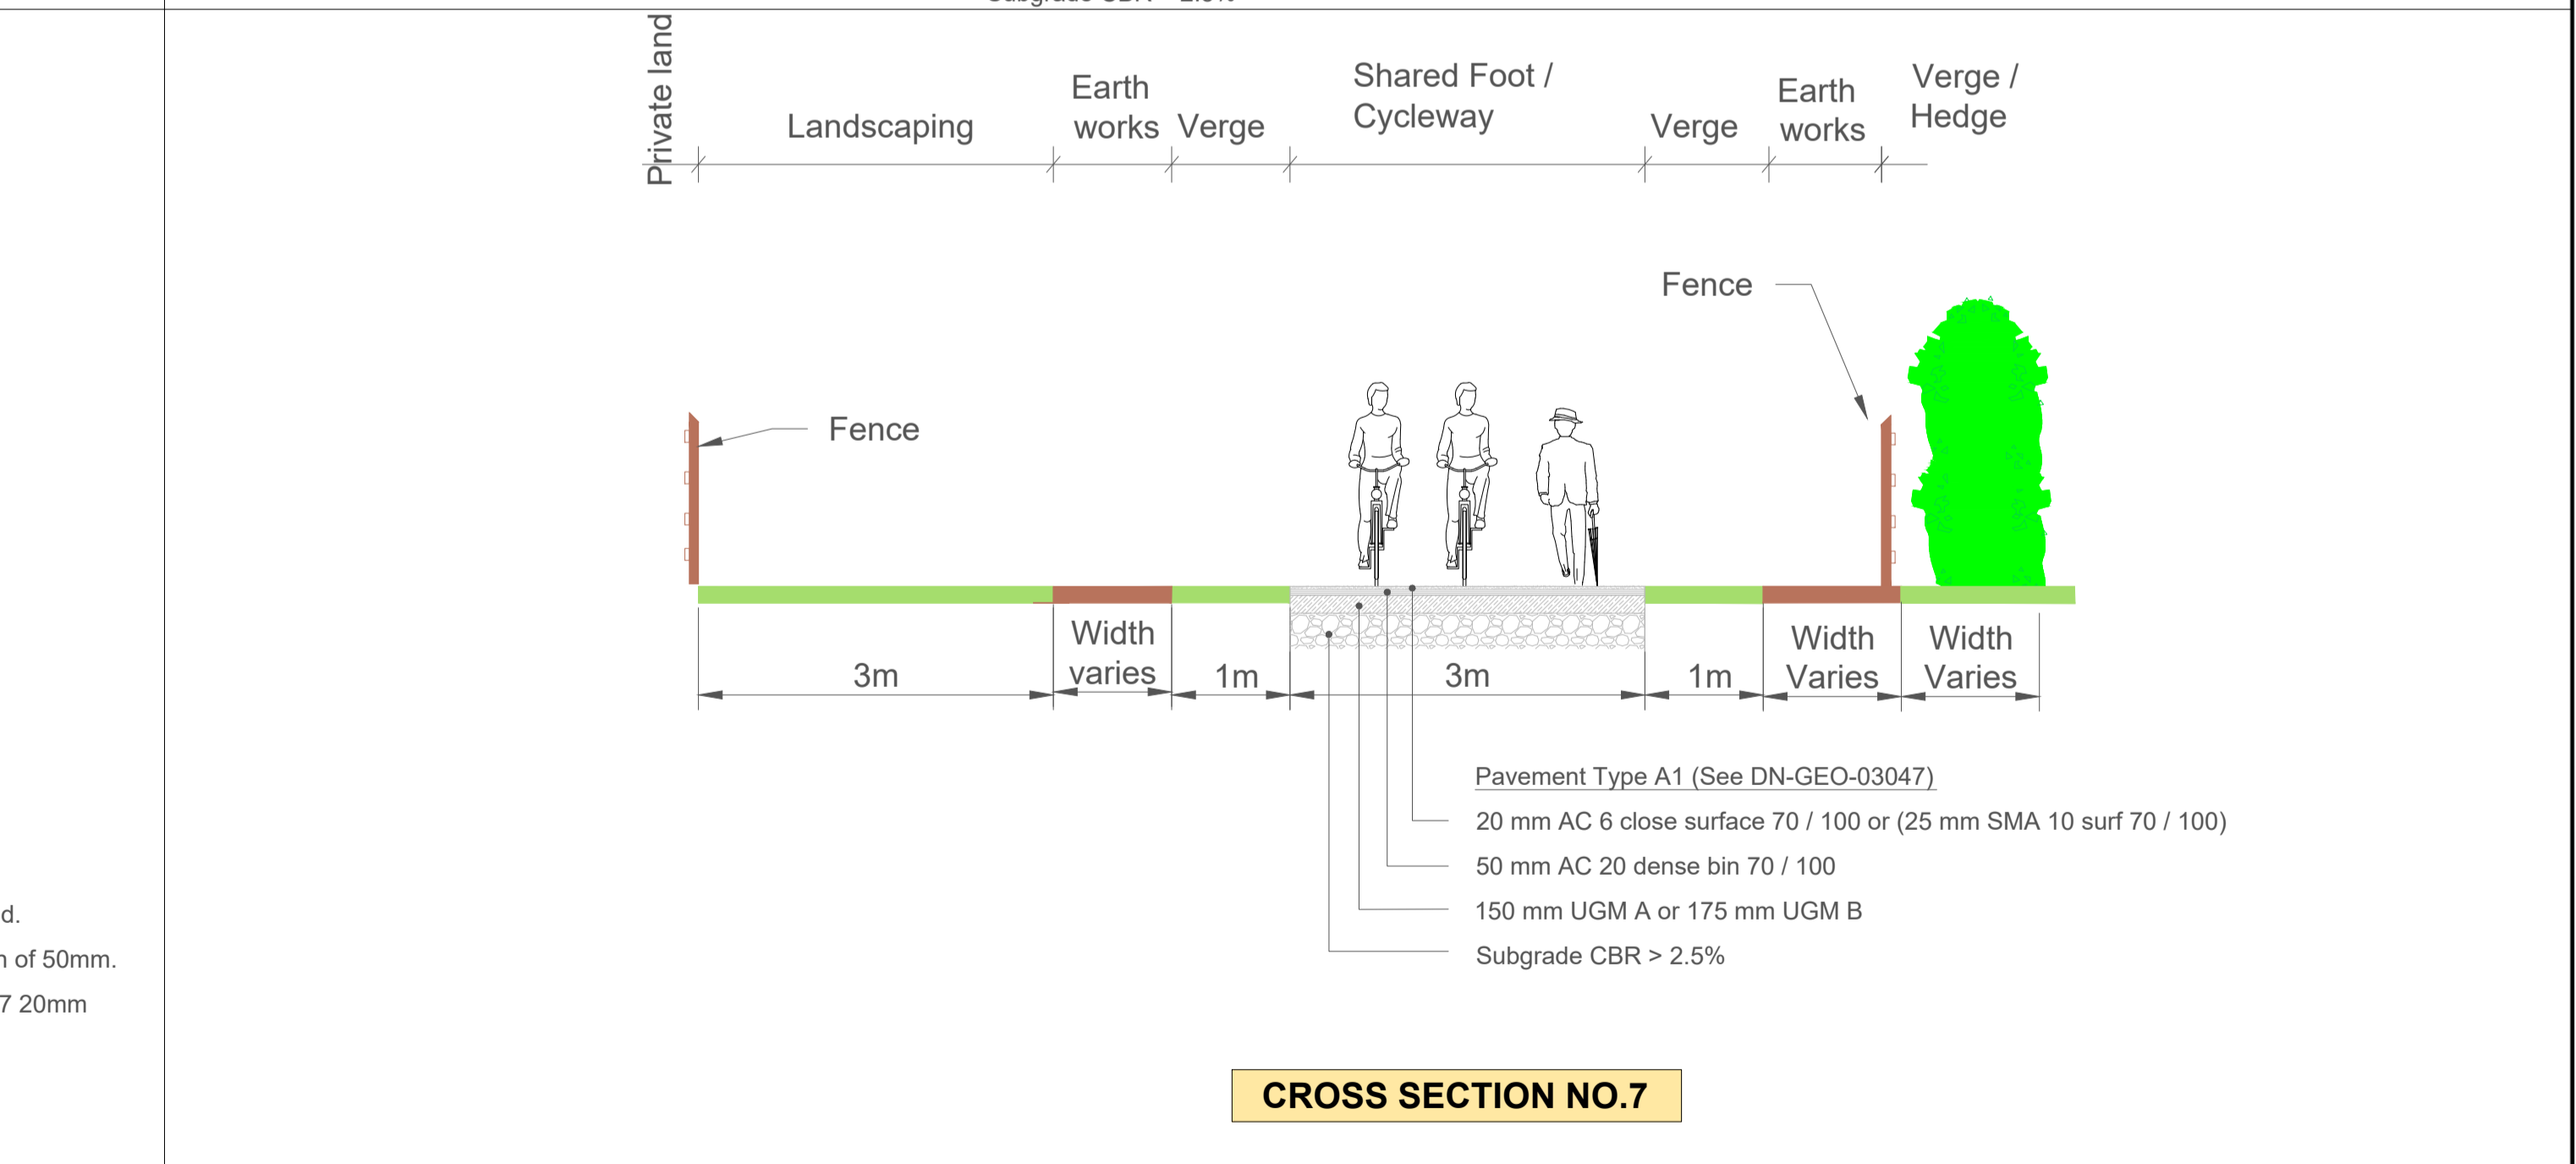 Private land
Landscaping
Earth
works
Verge
Shared Foot /
Cycleway
Verge
Earth
works
Verge /
Hedge
Fence
Fence
3m
Width
varies
1m
3m
1m
Width
Varies
Width
Varies
Pavement Type A1 (See DN-GEO-03047)
20 mm AC 6 close surface 70 / 100 or (25 mm SMA 10 surf 70 / 100)
50 mm AC 20 dense bin 70 / 100
150 mm UGM A or 175 mm UGM B
Subgrade CBR > 2.5%
d.
of 50mm.
7 20mm
CROSS SECTION NO.7